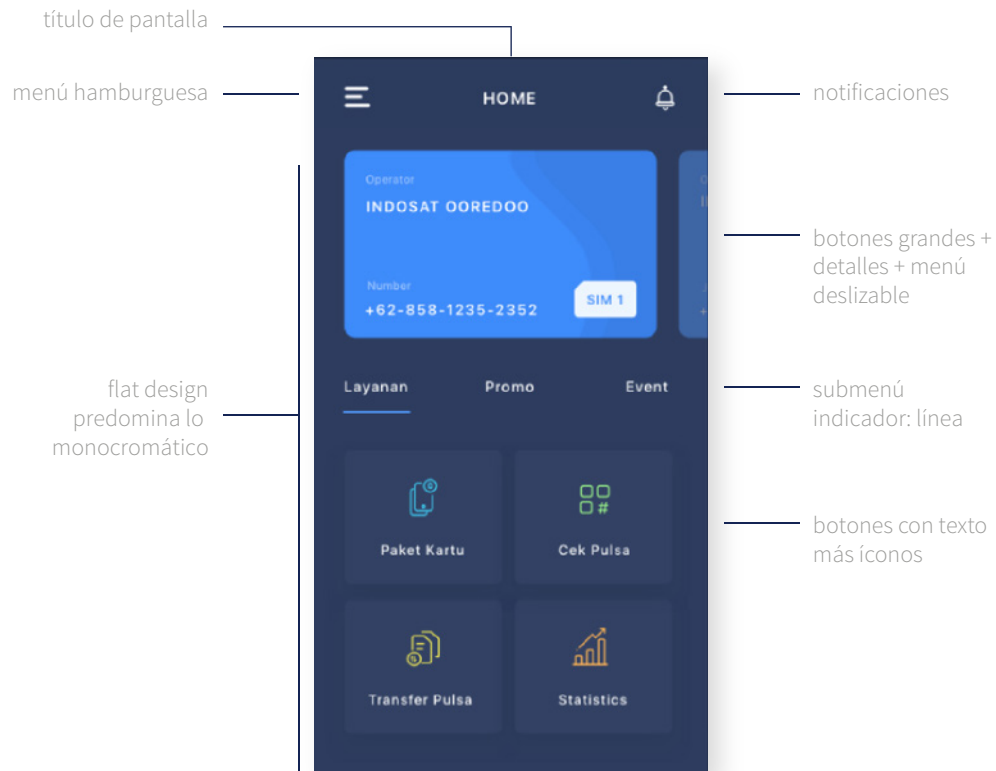 título de pantalla
menú hamburguesa
HOME
notificaciones
Operator
INDOSAT OOREDOO
Number
+62-858-1235-2352
SIM 1
botones grandes +
detalles + menú
deslizable
flat design
predomina lo
monocromático
Layanan
Promo
Event
submenú
indicador: línea
Paket Kartu
Cek Pulsa
botones con texto
más íconos
Transfer Pulsa
Statistics